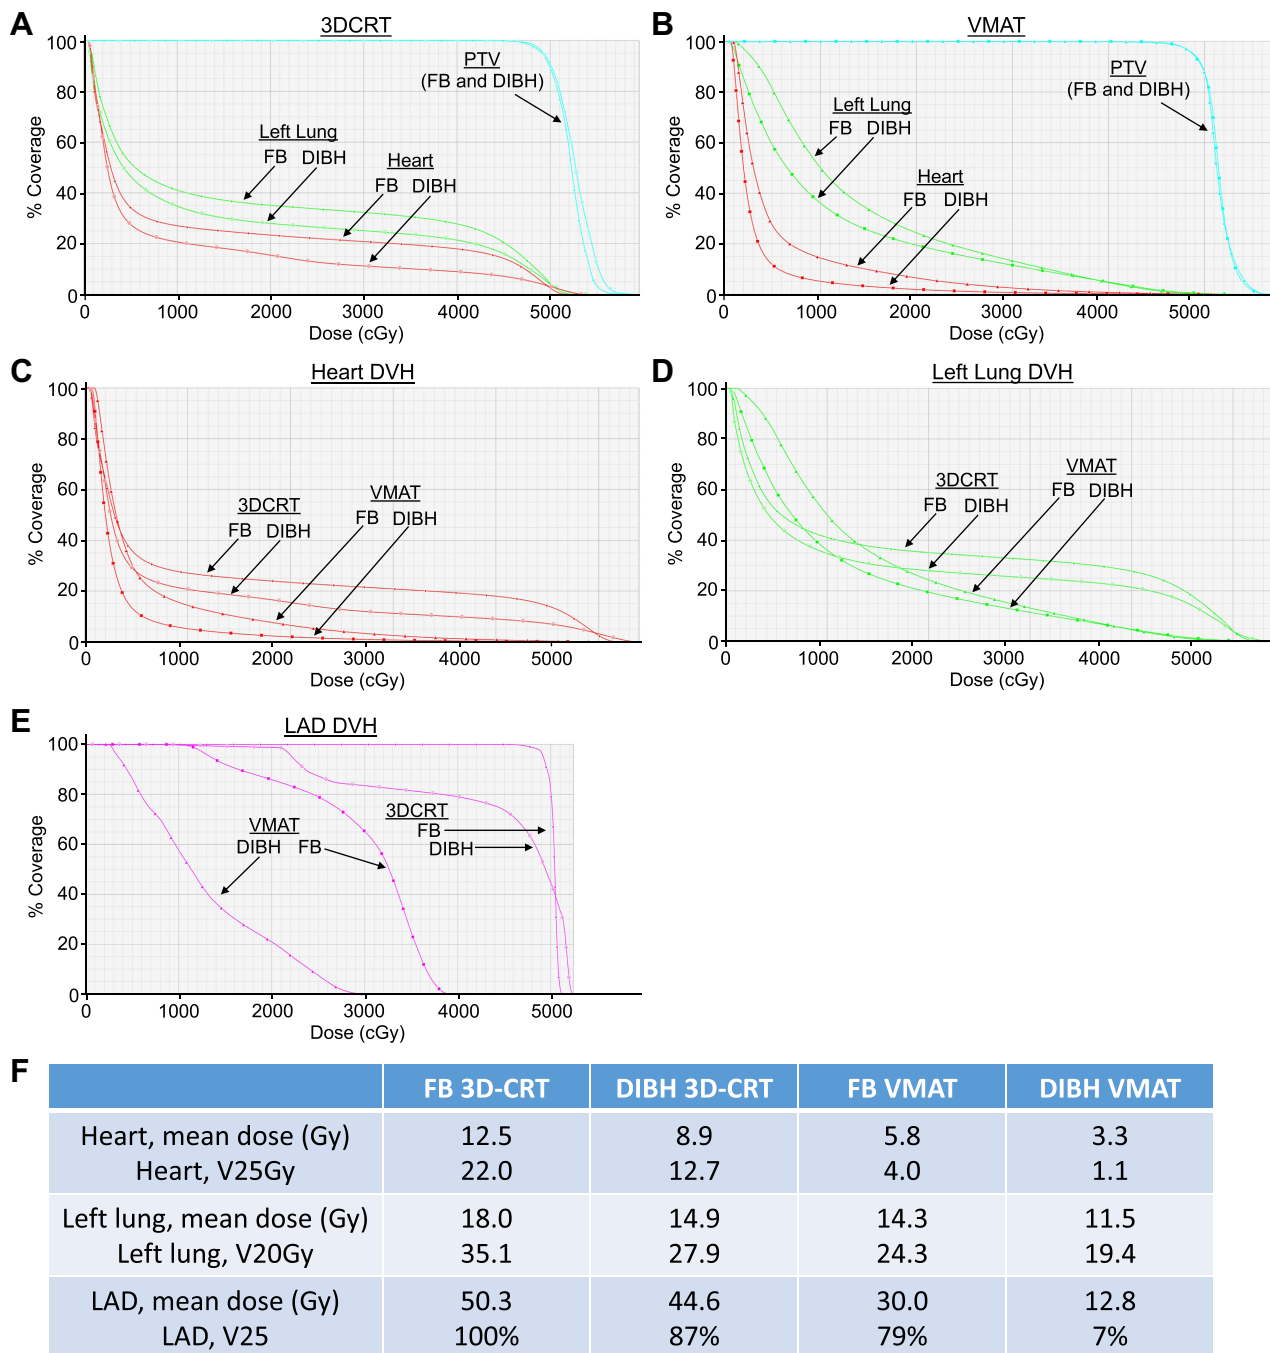 A
3DCRT
100
80
60
40
20
0
% Coverage
PTV
(FB and DIBH)
Left Lung
FB DIBH
Heart
FB DIBH
0 1000 2000 3000 4000 5000
Dose (cGy)
B
VMAT
100
80
60
40
20
0
% Coverage
PTV
(FB and DIBH)
Left Lung
FB DIBH
Heart
FB DIBH
0 1000 2000 3000 4000 5000
Dose (cGy)
C
Heart DVH
100
80
60
40
20
0
% Coverage
VMAT
3DCRT
FB DIBH
FB DIBH
0 1000 2000 3000 4000 5000
Dose (cGy)
D
Left Lung DVH
100
80
60
40
20
0
% Coverage
VMAT
3DCRT
FB DIBH
FB DIBH
0 1000 2000 3000 4000 5000
Dose (cGy)
E
LAD DVH
100
80
60
40
20
0
% Coverage
3DCRT
VMAT
FB
DIBH FB
DIBH
0 1000 2000 3000 4000 5000
Dose (cGy)
F
FB 3D-CRT DIBH 3D-CRT FB VMAT DIBH VMAT
Heart, mean dose (Gy) 12.5 8.9 5.8 3.3
Heart, V25Gy 22.0 12.7 4.0 1.1
Left lung, mean dose (Gy) 18.0 14.9 14.3 11.5
Left lung, V20Gy 35.1 27.9 24.3 19.4
LAD, mean dose (Gy) 50.3 44.6 30.0 12.8
LAD, V25 100% 87% 79% 7%